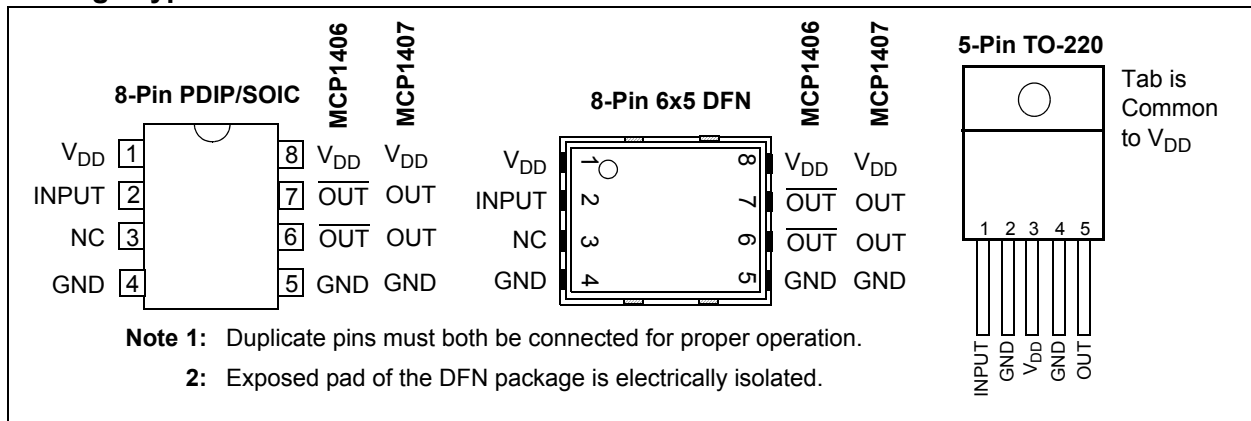 8-Pin PDIP/SOIC
MCP1406
MCP1407
VDD 1
INPUT 2
NC 3
GND 4
8 VDD VDD
7 OUT OUT
6 OUT OUT
5 GND GND
8-Pin 6x5 DFN
MCP1406
MCP1407
VDD 1
INPUT 2
NC 3
GND 4
8 VDD VDD
7 OUT OUT
6 OUT OUT
5 GND GND
5-Pin TO-220
Tab is
Common
to VDD
1 2 3 4 5
INPUT
GND
VDD
GND
OUT
Note 1: Duplicate pins must both be connected for proper operation.
2: Exposed pad of the DFN package is electrically isolated.